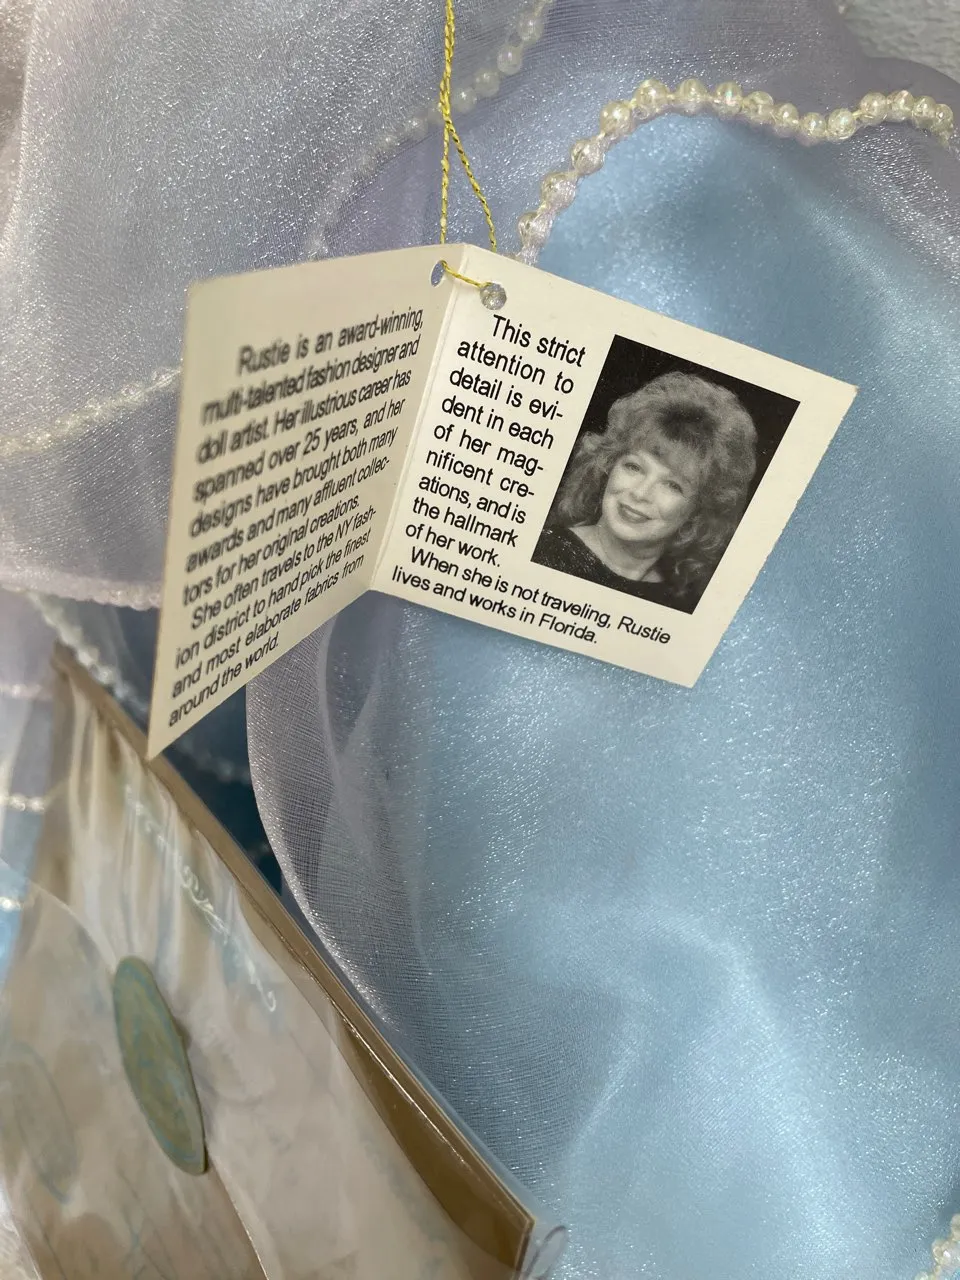 Rustie is an award-winning,
multi-talented fashion designer and
doll artist. Her illustrious career has
spanned over 25 years, and her
designs have brought both many
awards and many affluent collec-
tors for her original creations.
She often travels to the NY fash-
ion district to hand pick the finest
and most elaborate fabrics from
around the world.
This strict
attention to
detail is evi-
dent in each
of her mag-
nificent cre-
ations, and is
the hallmark
of her work.
When she is not traveling, Rustie
lives and works in Florida.